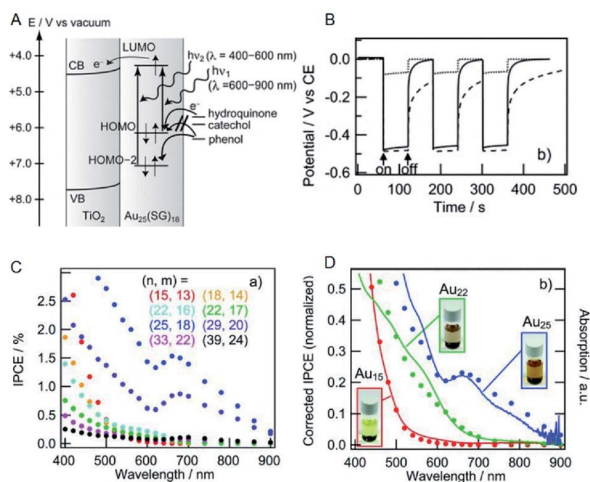 A
E / V vs vacuum
LUMO
+4.0
CB
e⁻
hν₂ (λ = 400−600 nm)
hν₁
(λ=600−900 nm)
+5.0
e⁻
hydroquinone
HOMO
+6.0
catechol
phenol
HOMO−2
+7.0
VB
+8.0
TiO₂
Au₂₅(SG)₁₈
B
Potential / V vs CE
0.0
-0.2
-0.4
-0.6
on
off
b)
0 100 200 300 400 500
Time / s
C
IPCE / %
2.5
2.0
1.5
1.0
0.5
0.0
(n, m) =
a)
(15, 13) (18, 14)
(22, 16) (22, 17)
(25, 18) (29, 20)
(33, 22) (39, 24)
400 500 600 700 800 900
Wavelength / nm
D
Corrected IPCE (normalized)
0.5
0.4
0.3
0.2
0.1
0.0
b)
Au₂₂
Au₂₅
Au₁₅
Absorption / a.u.
400 500 600 700 800 900
Wavelength / nm